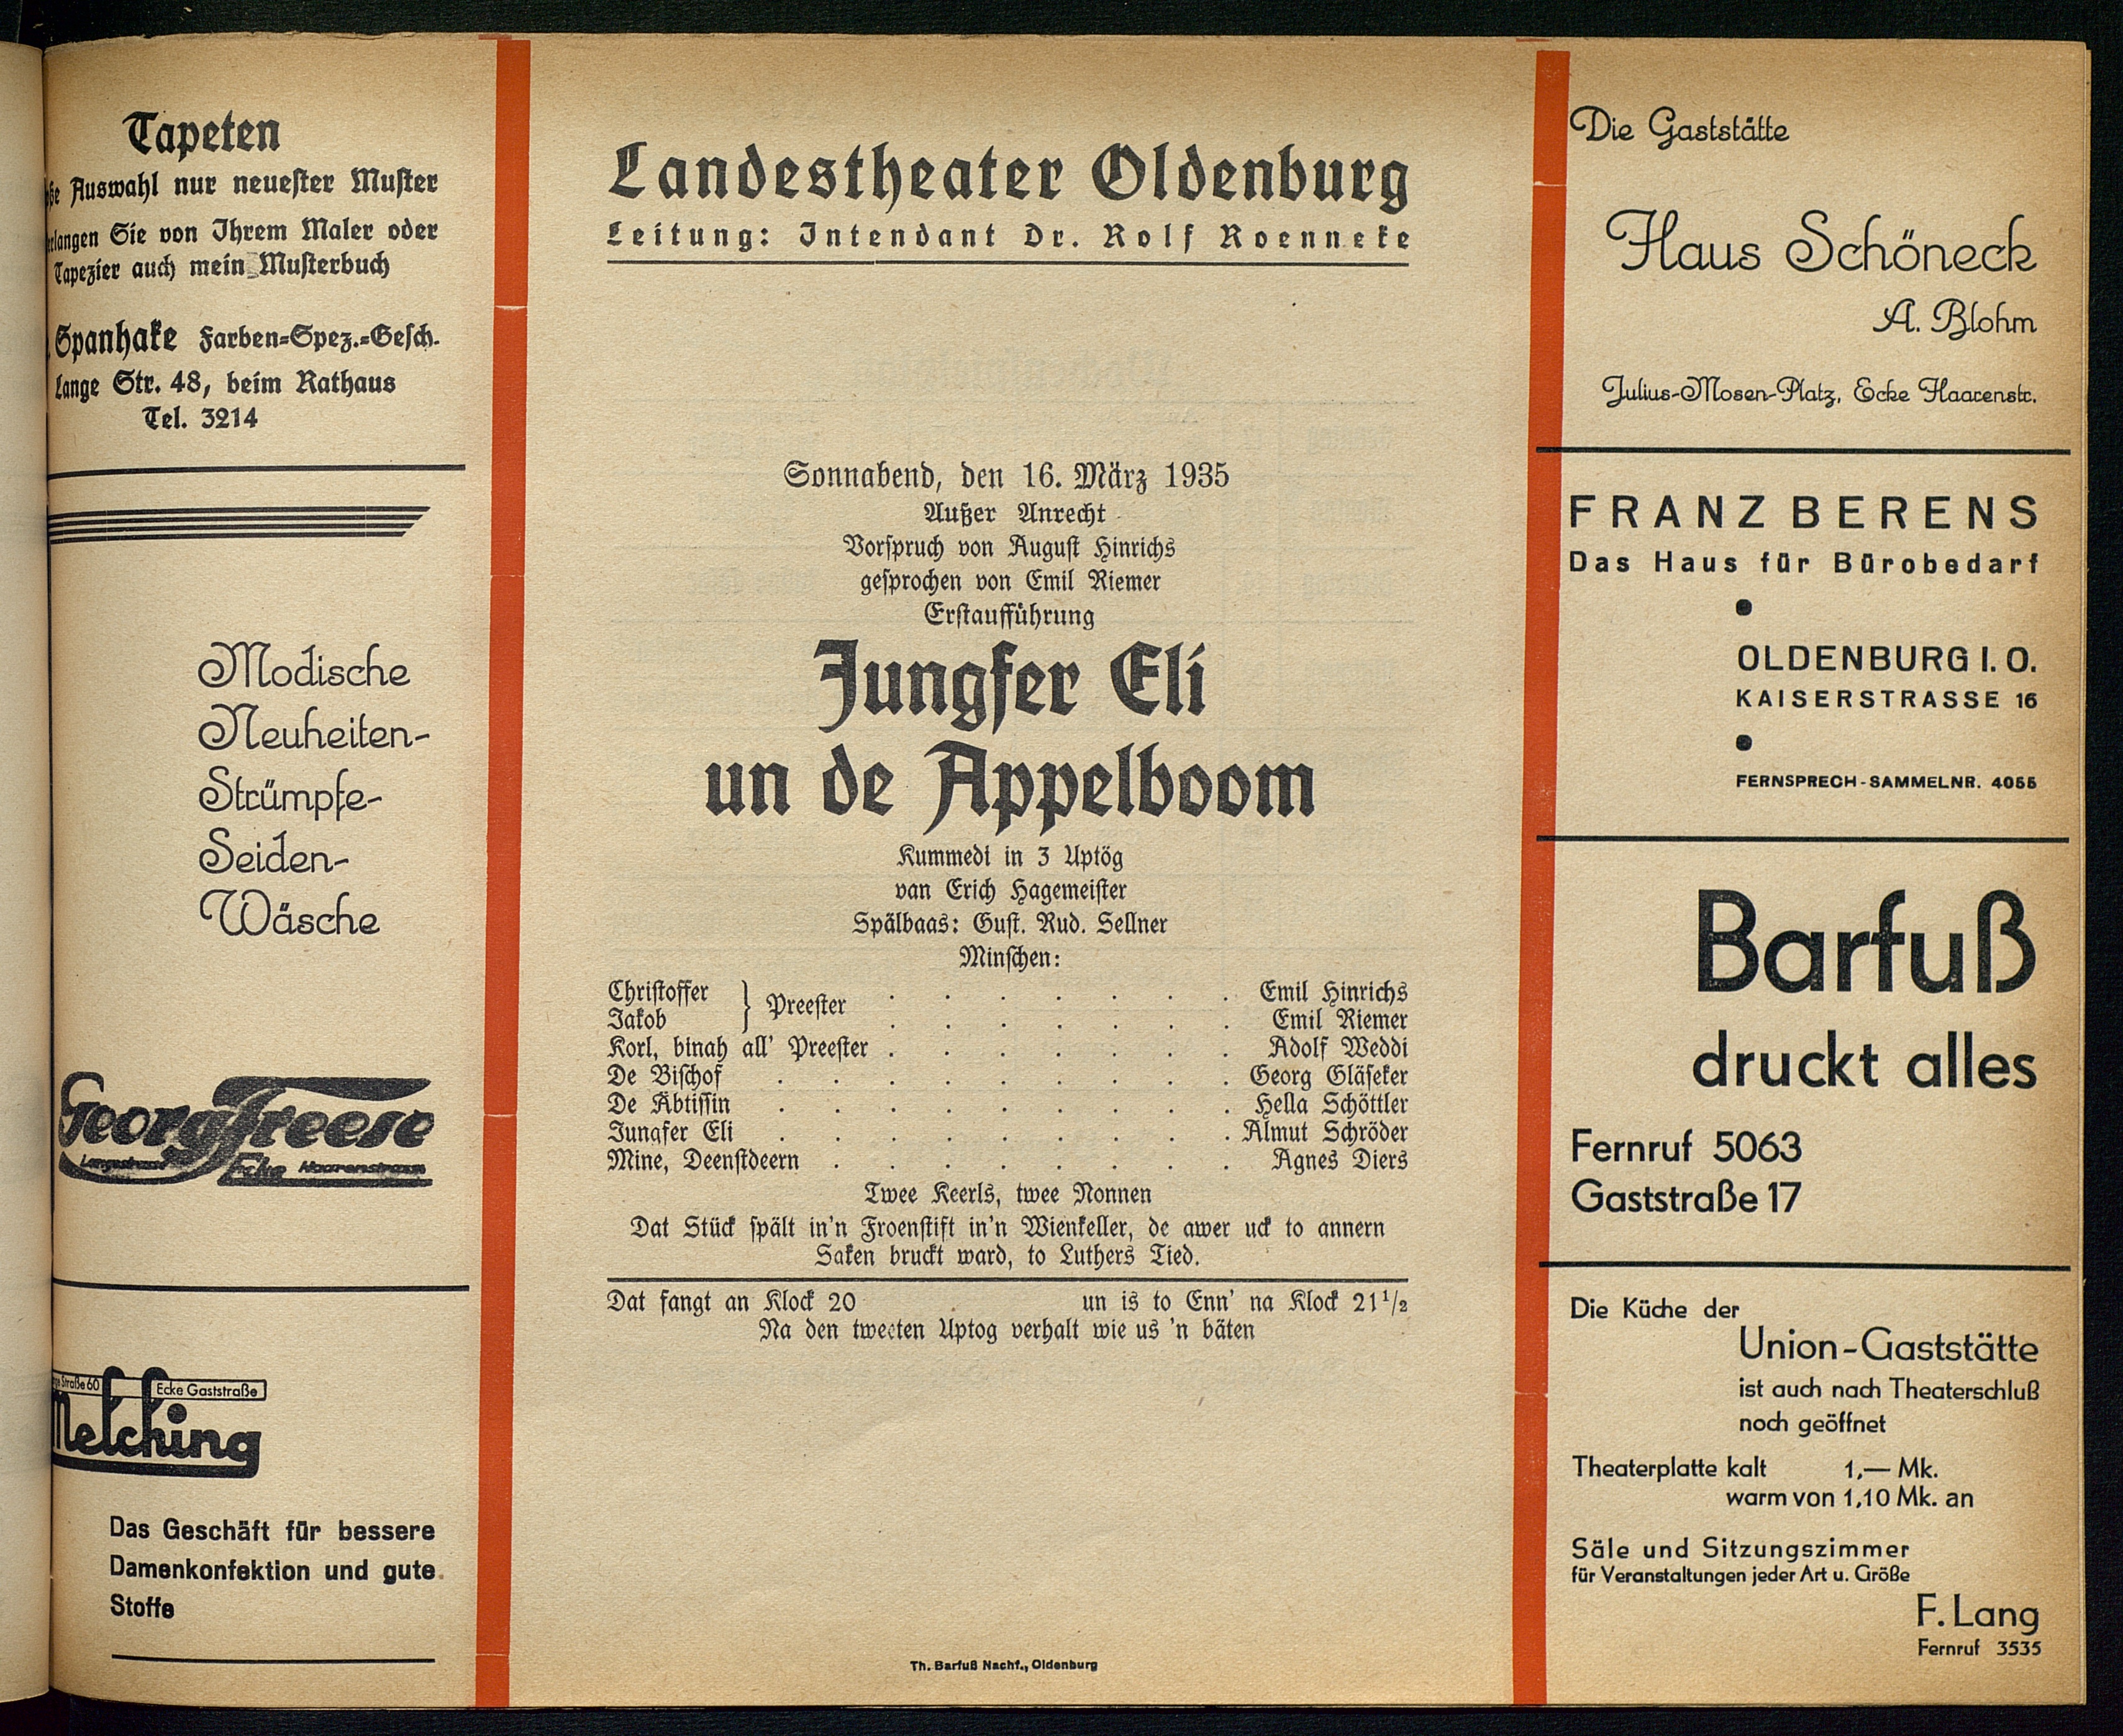 Tapeten
Auswahl nur neuester Muster
Sie von Ihrem Maler oder
Tapezier auch mein Musterbuch
Spanhake Farben-Spez.-Gesch.
Lange Str. 48, beim Rathaus
Tel. 3214
Modische
Neuheiten-
Strümpfe-
Seiden-
Wäsche
Georg Freese
Langestrasse Ecke Haarenstrasse
Straße 60 Ecke Gaststraße
Melching
Das Geschäft für bessere
Damenkonfektion und gute
Stoffe
Landestheater Oldenburg
Leitung: Intendant Dr. Rolf Roenneke
Sonnabend, den 16. März 1935
Außer Anrecht
Vorspruch von August Hinrichs
gesprochen von Emil Riemer
Erstaufführung
Jungfer Eli
un de Appelboom
Kummedi in 3 Uptög
van Erich Hagemeister
Spälbaas: Gust. Rud. Sellner
Minschen:
Christoffer } Preester . . . . . . . Emil Hinrichs
Jakob } . . . . . . . Emil Riemer
Korl, binah all' Preester . . . . . . . Adolf Weddi
De Bischof . . . . . . . . . Georg Gläseker
De Äbtissin . . . . . . . . . Hella Schöttler
Jungfer Eli . . . . . . . . . Almut Schröder
Mine, Deenstdeern . . . . . . . . Agnes Diers
Twee Keerls, twee Nonnen
Dat Stück spält in'n Froenstift in'n Wienkeller, de awer uck to annern
Saken bruckt ward, to Luthers Tied.
Dat fangt an Klock 20 un is to Enn' na Klock 21½
Na den tweeten Uptog verhalt wie us 'n bäten
Th. Barfuß Nachf., Oldenburg
Die Gaststätte
Haus Schöneck
A. Blohm
Julius-Mosen-Platz, Ecke Haarenstr.
FRANZ BERENS
Das Haus für Bürobedarf
OLDENBURG I. O.
KAISERSTRASSE 16
FERNSPRECH-SAMMELNR. 4055
Barfuß
druckt alles
Fernruf 5063
Gaststraße 17
Die Küche der
Union-Gaststätte
ist auch nach Theaterschluß
noch geöffnet
Theaterplatte kalt 1,— Mk.
warm von 1,10 Mk. an
Säle und Sitzungszimmer
für Veranstaltungen jeder Art u. Größe
F. Lang
Fernruf 3535